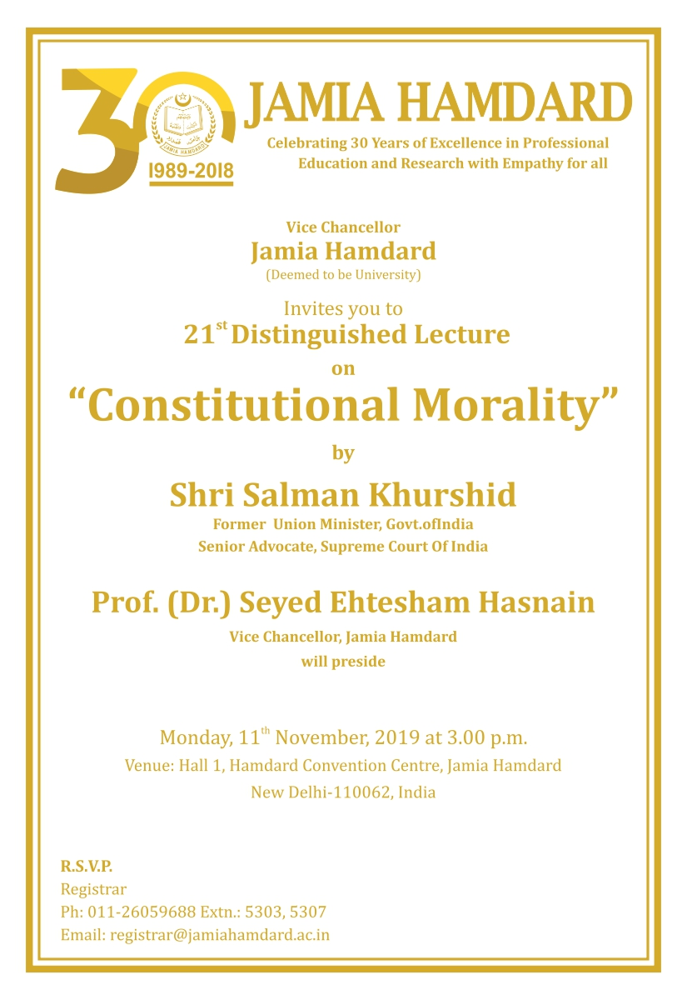 30
JAMIA HAMDARD
1989-2018
JAMIA HAMDARD
Celebrating 30 Years of Excellence in Professional
Education and Research with Empathy for all
Vice Chancellor
Jamia Hamdard
(Deemed to be University)
Invites you to
21st Distinguished Lecture
on
“Constitutional Morality”
by
Shri Salman Khurshid
Former  Union Minister, Govt.ofIndia
Senior Advocate, Supreme Court Of India
Prof. (Dr.) Seyed Ehtesham Hasnain
Vice Chancellor, Jamia Hamdard
will preside
Monday, 11th November, 2019 at 3.00 p.m.
Venue: Hall 1, Hamdard Convention Centre, Jamia Hamdard
New Delhi-110062, India
R.S.V.P.
Registrar
Ph: 011-26059688 Extn.: 5303, 5307
Email: registrar@jamiahamdard.ac.in